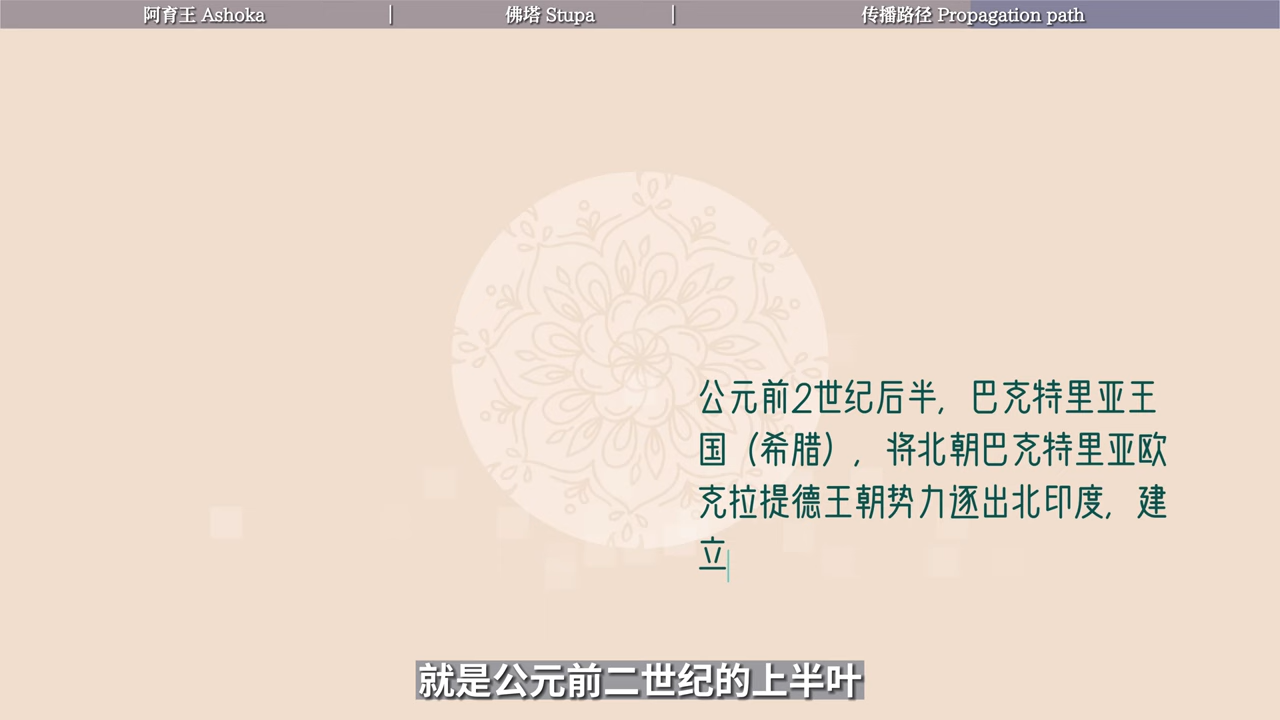 阿育王 Ashoka
佛塔 Stupa
传播路径 Propagation path
公元前2世纪后半，巴克特里亚王
国（希腊），将北朝巴克特里亚欧
克拉提德王朝势力逐出北印度，建
立
就是公元前二世纪的上半叶